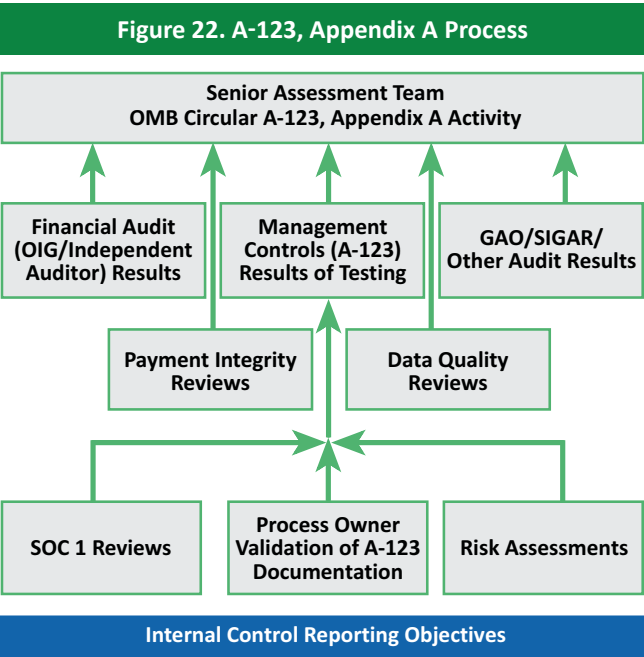 Figure 22. A-123, Appendix A Process
Senior Assessment Team
OMB Circular A-123, Appendix A Activity
Financial Audit
(OIG/Independent
Auditor) Results
Management
Controls (A-123)
Results of Testing
GAO/SIGAR/
Other Audit Results
Payment Integrity
Reviews
Data Quality
Reviews
SOC 1 Reviews
Process Owner
Validation of A-123
Documentation
Risk Assessments
Internal Control Reporting Objectives